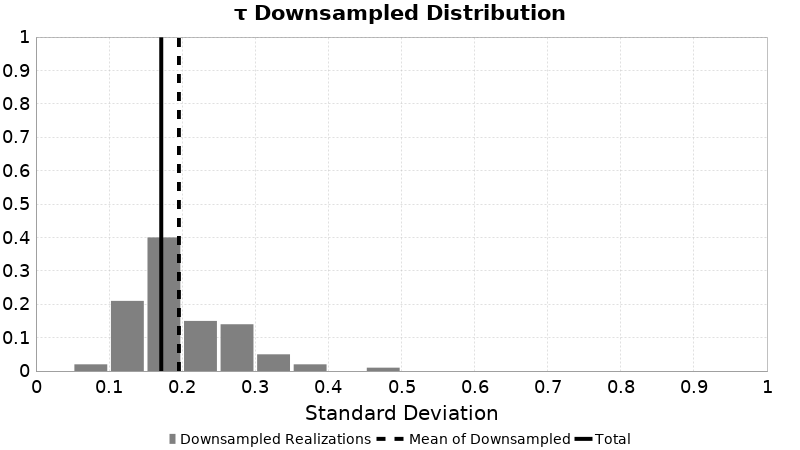 τ Downsampled Distribution
1
0.9
0.8
0.7
0.6
0.5
0.4
0.3
0.2
0.1
0
0 0.1 0.2 0.3 0.4 0.5 0.6 0.7 0.8 0.9 1
Standard Deviation
Downsampled Realizations Mean of Downsampled Total